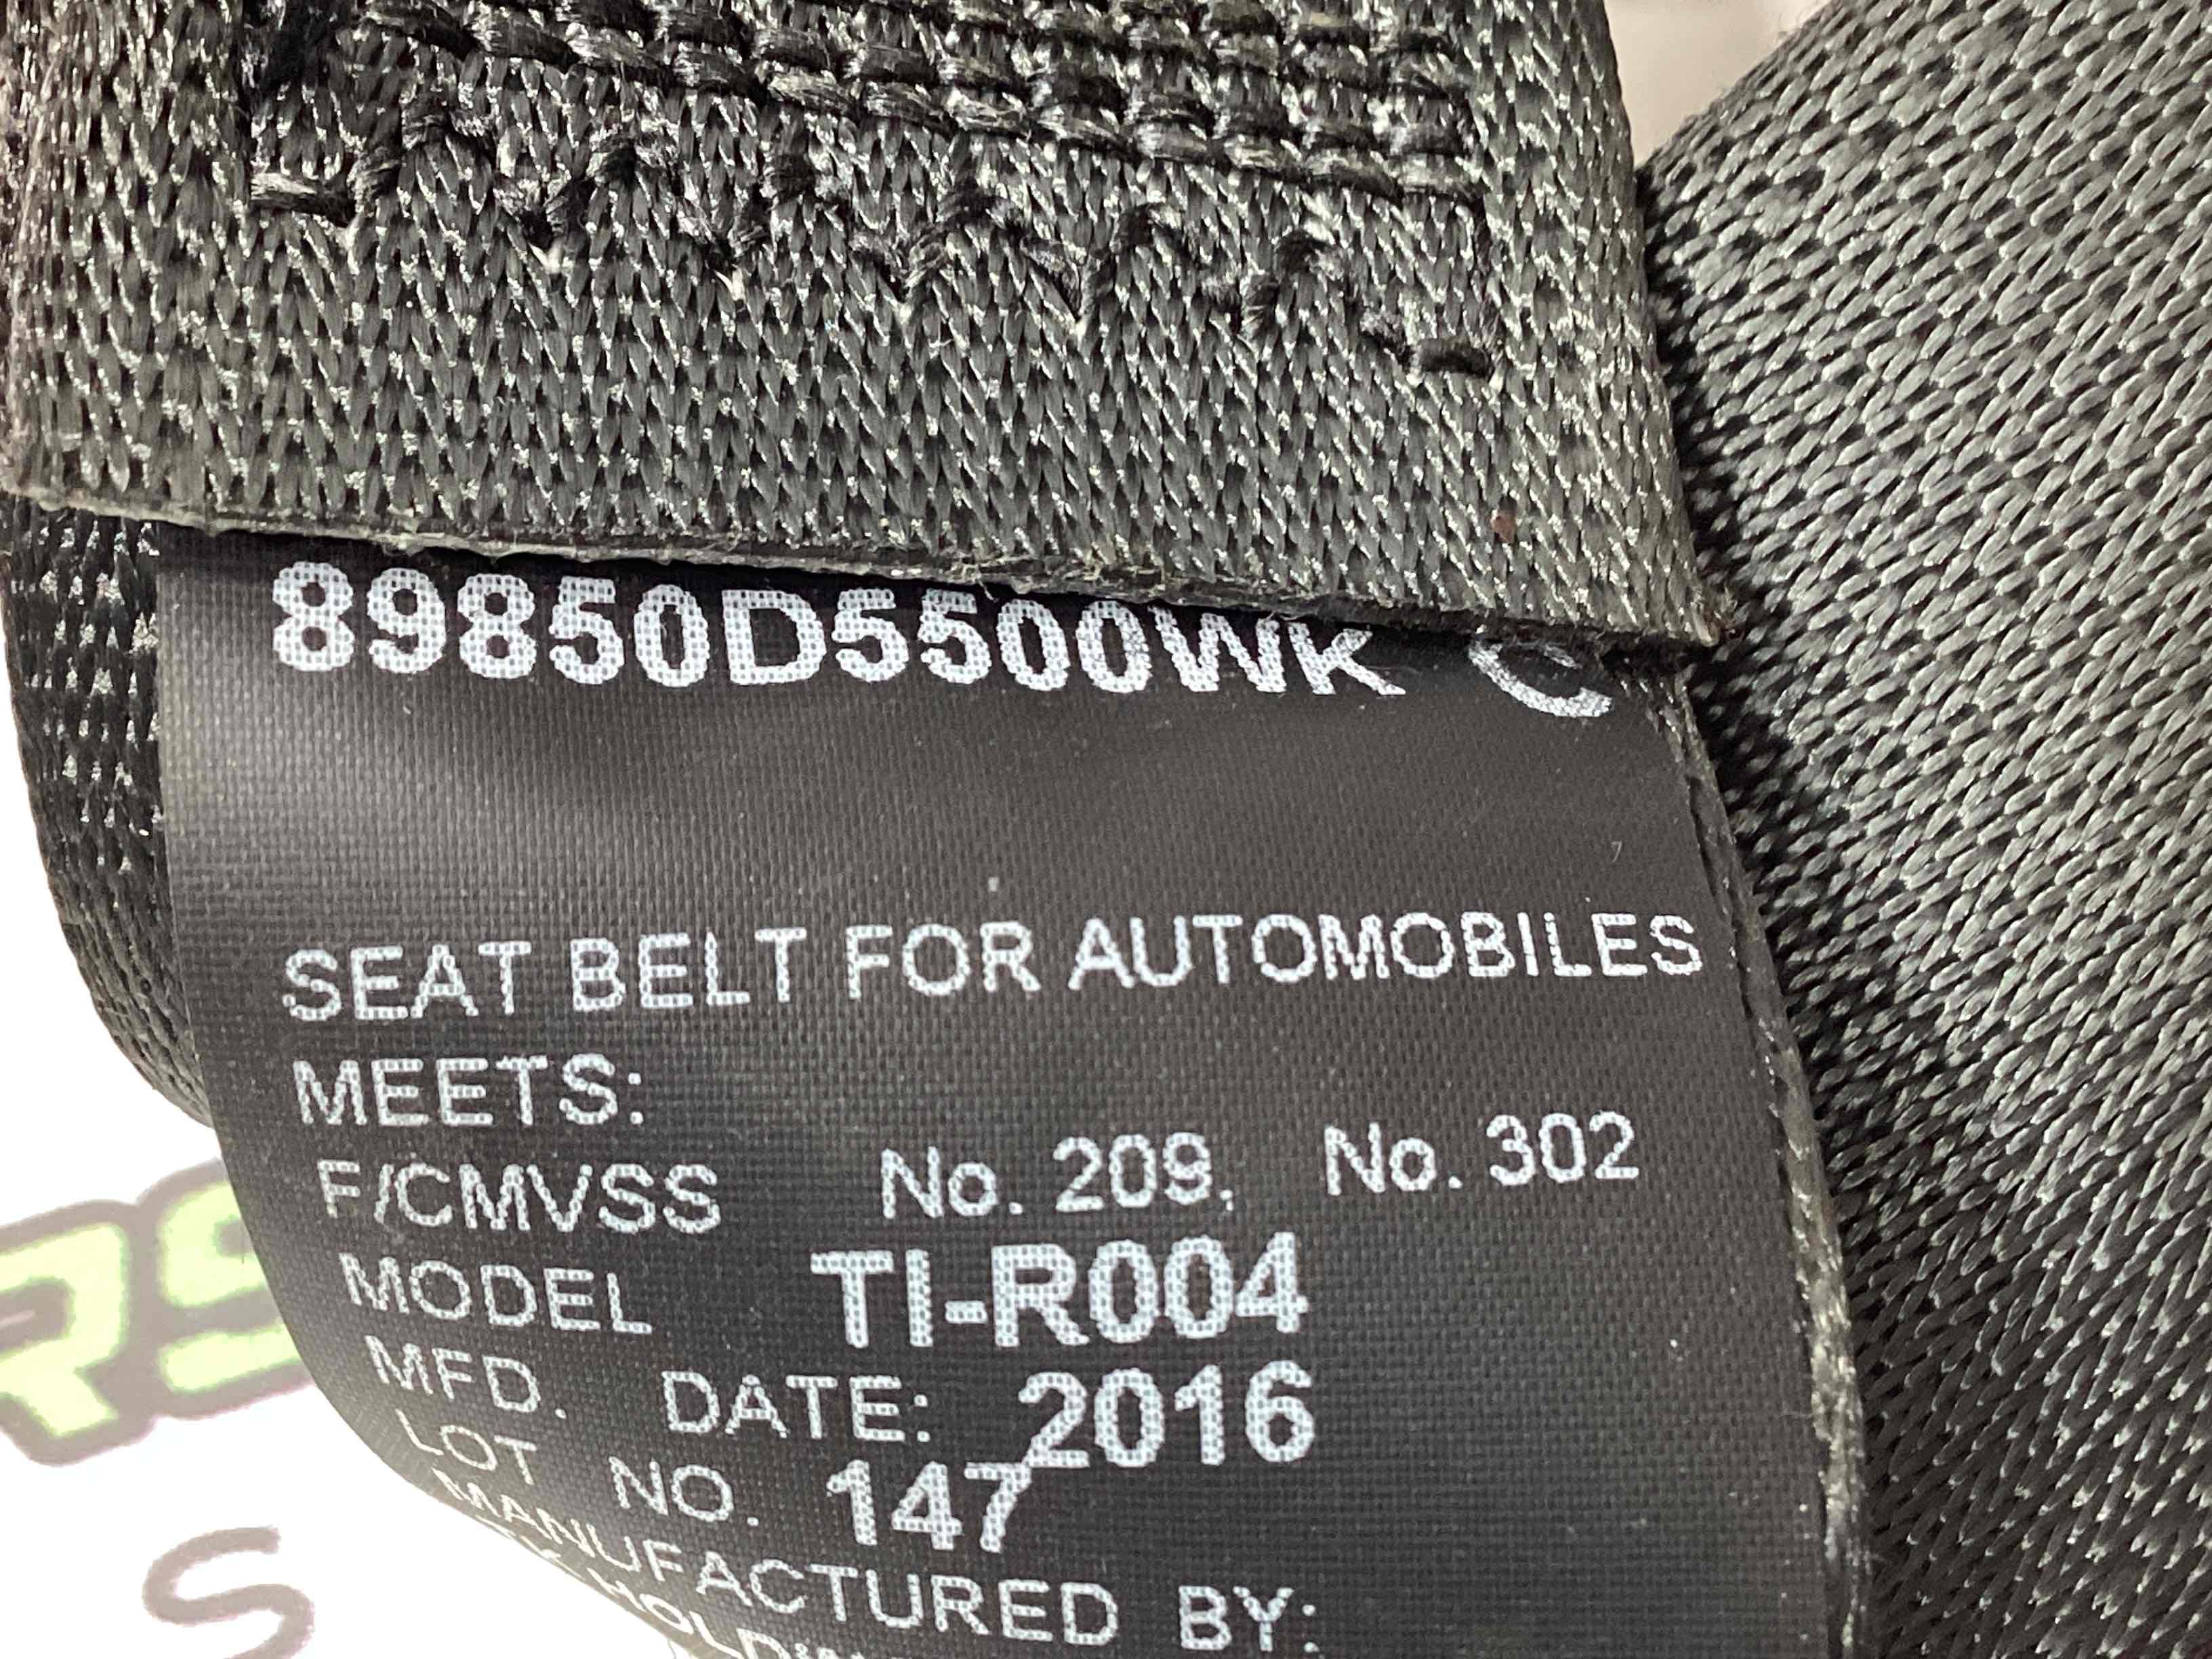 89850D5500WK C
SEAT BELT FOR AUTOMOBILES
MEETS:
F/CMVSS No. 209, No. 302
MODEL TI-R004
MFD. DATE: 2016
LOT NO. 147
MANUFACTURED BY:
RS
S